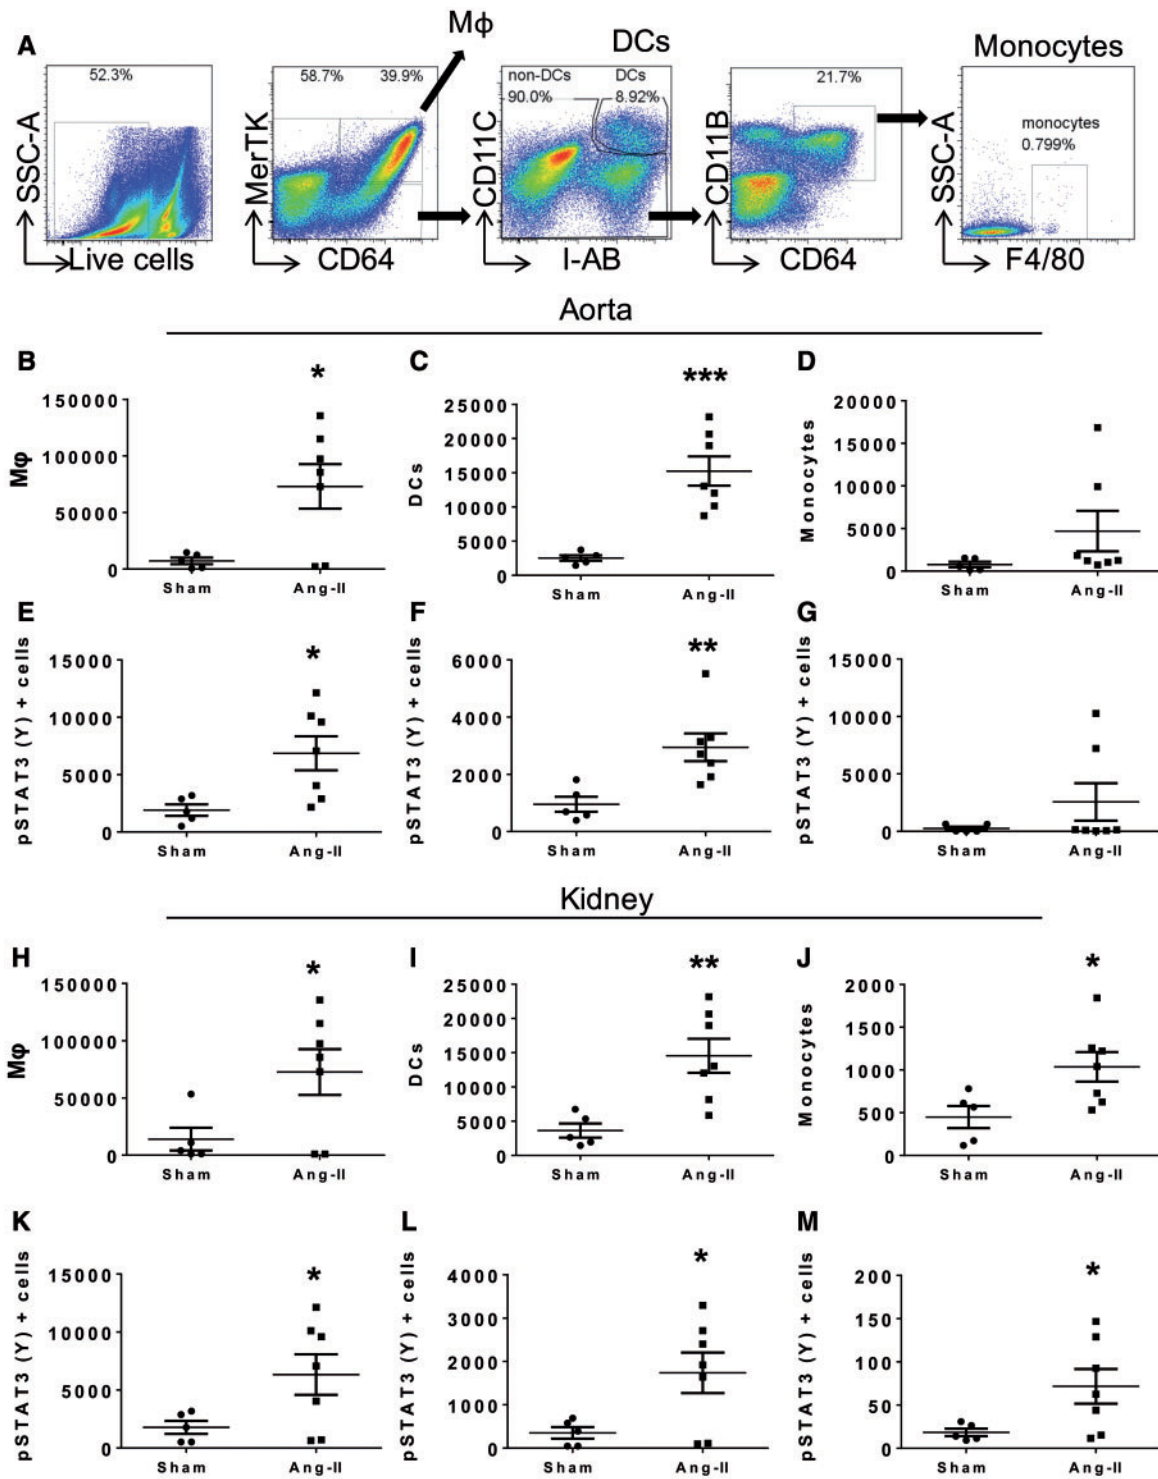 A
Mφ
DCs
Monocytes
52.3%
SSC-A
Live cells
58.7% 39.9%
MerTK
CD64
non-DCs DCs
90.0% 8.92%
CD11C
I-AB
21.7%
CD11B
CD64
monocytes
0.799%
SSC-A
F4/80
Aorta
B
*
Mφ
150000
100000
50000
0
Sham Ang-II
C
***
DCs
25000
20000
15000
10000
5000
0
Sham Ang-II
D
Monocytes
20000
15000
10000
5000
0
Sham Ang-II
E
*
pSTAT3 (Y) + cells
15000
10000
5000
0
Sham Ang-II
F
**
pSTAT3 (Y) + cells
6000
4000
2000
0
Sham Ang-II
G
pSTAT3 (Y) + cells
15000
10000
5000
0
Sham Ang-II
Kidney
H
*
Mφ
150000
100000
50000
0
Sham Ang-II
I
**
DCs
25000
20000
15000
10000
5000
0
Sham Ang-II
J
*
Monocytes
2000
1500
1000
500
0
Sham Ang-II
K
*
pSTAT3 (Y) + cells
15000
10000
5000
0
Sham Ang-II
L
*
pSTAT3 (Y) + cells
4000
3000
2000
1000
0
Sham Ang-II
M
*
pSTAT3 (Y) + cells
200
150
100
50
0
Sham Ang-II